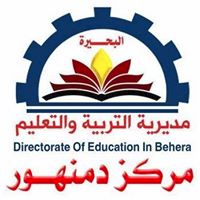 البحيرة
مديرية التربية والتعليم
Directorate Of Education In Behera
مركز دمنهور